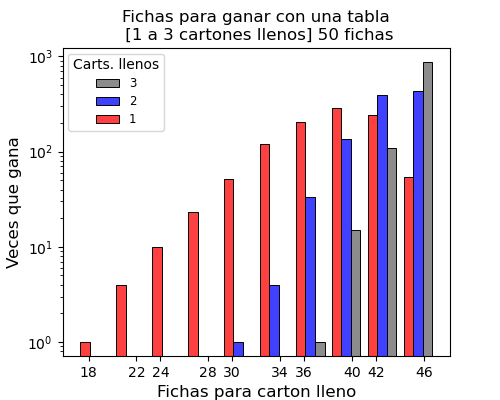 Fichas para ganar con una tabla
[1 a 3 cartones llenos] 50 fichas
Carts. llenos
3
2
1
Veces que gana
10³
10²
10¹
10⁰
18 22 24 28 30 34 36 40 42 46
Fichas para carton lleno